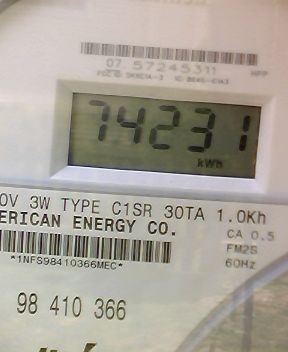 07 57245311
74231
kWh
0V 3W TYPE C1SR 30TA 1.0Kh
ERICAN ENERGY CO.
CA 0.5
FM2S
60Hz
*1NFS98410366MEC*
98 410 366